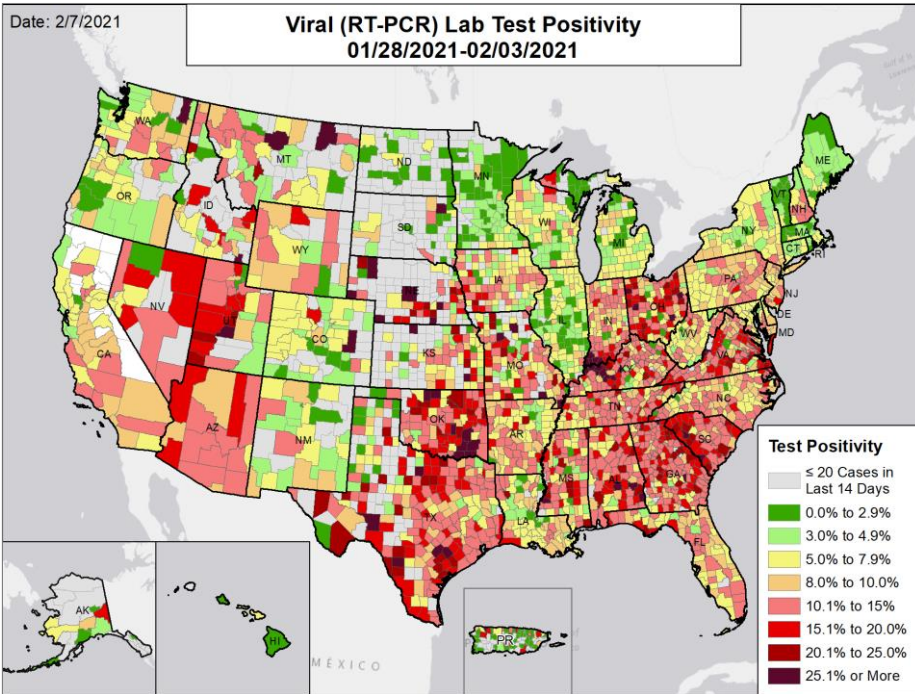 Date: 2/7/2021
Viral (RT-PCR) Lab Test Positivity
01/28/2021-02/03/2021
WA
MT
ND
MN
ME
OR
ID
WY
SD
WI
MI
VT
NH
NY
MA
CT
RI
NV
UT
CO
NE
IA
IL
IN
OH
PA
NJ
DE
MD
CA
KS
MO
KY
WV
VA
AZ
NM
OK
AR
TN
NC
SC
TX
LA
MS
AL
GA
FL
AK
HI
PR
MÉXICO
Test Positivity
≤ 20 Cases in
Last 14 Days
0.0% to 2.9%
3.0% to 4.9%
5.0% to 7.9%
8.0% to 10.0%
10.1% to 15%
15.1% to 20.0%
20.1% to 25.0%
25.1% or More